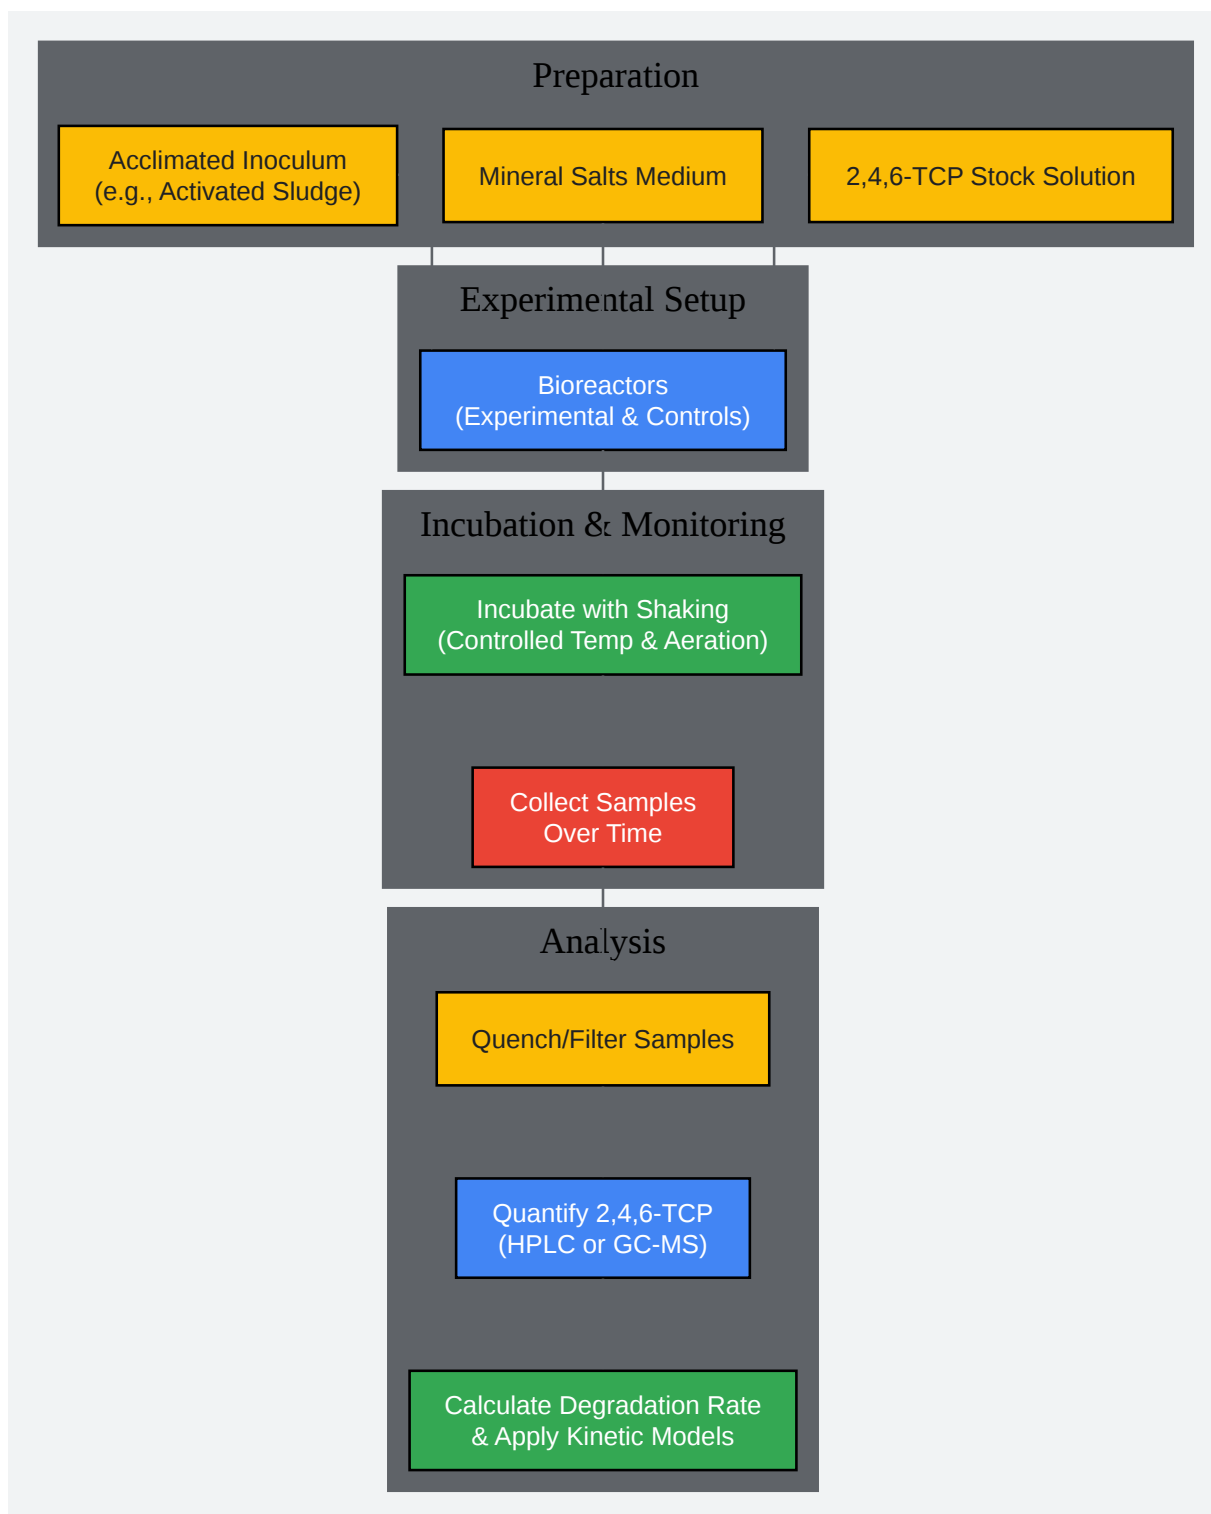 Preparation
Acclimated Inoculum
(e.g., Activated Sludge)
Mineral Salts Medium
2,4,6-TCP Stock Solution
Experimental Setup
Bioreactors
(Experimental & Controls)
Incubation & Monitoring
Incubate with Shaking
(Controlled Temp & Aeration)
Collect Samples
Over Time
Analysis
Quench/Filter Samples
Quantify 2,4,6-TCP
(HPLC or GC-MS)
Calculate Degradation Rate
& Apply Kinetic Models